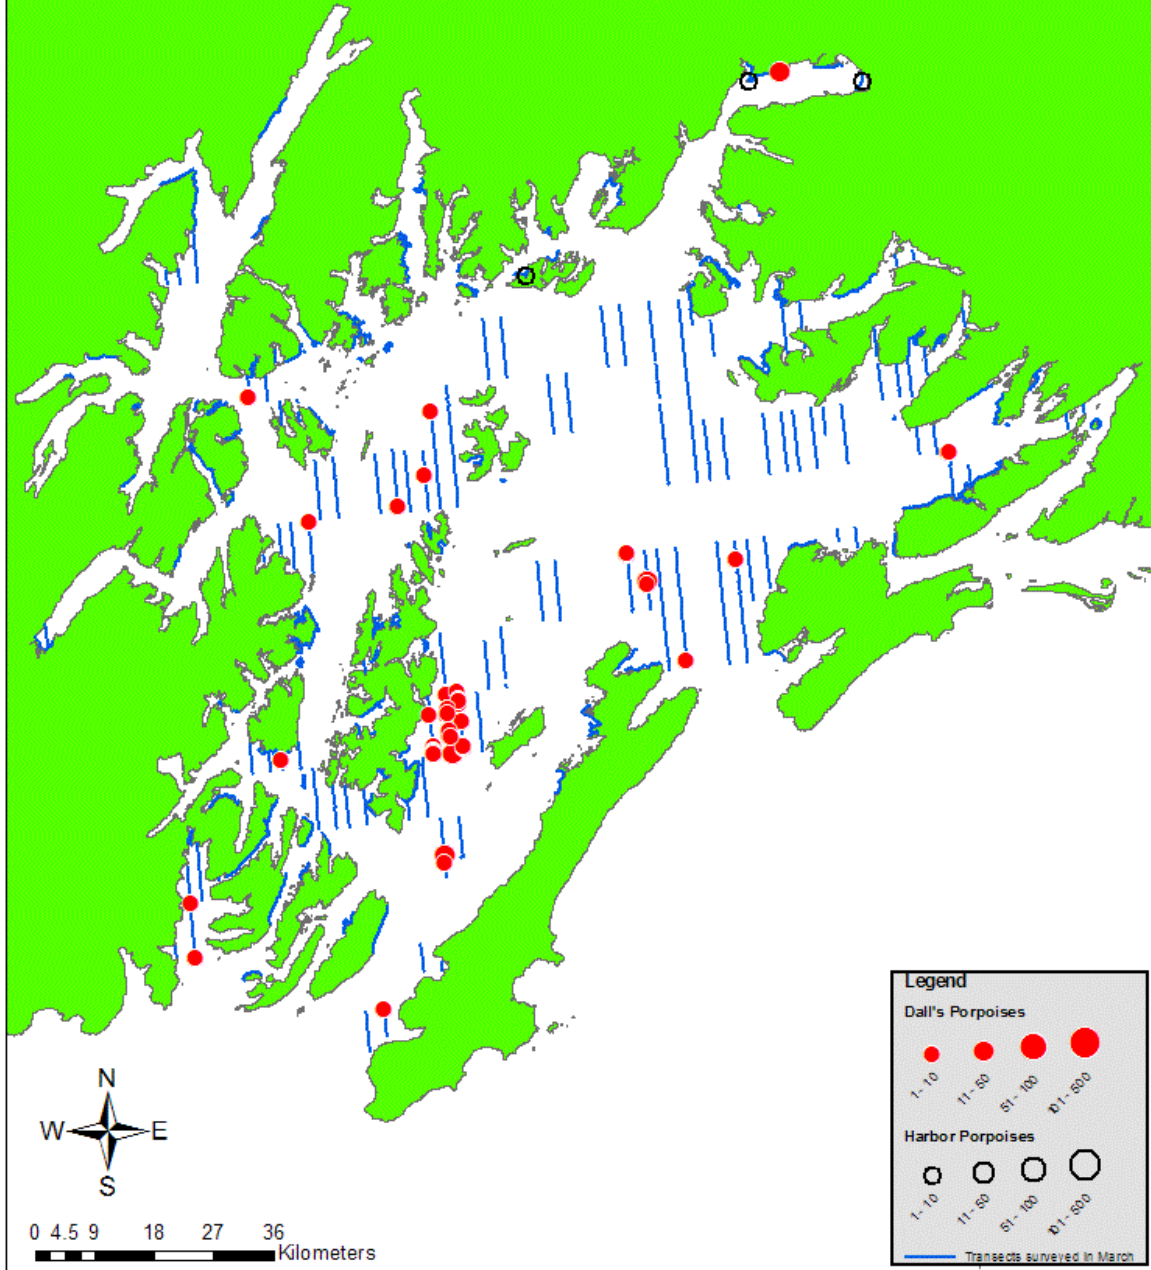 N
W E
S
0 4.5 9 18 27 36
Kilometers
Legend
Dall's Porpoises
1 - 10 11 - 50 51 - 100 101 - 500
Harbor Porpoises
1 - 10 11 - 50 51 - 100 101 - 500
Transects surveyed in March